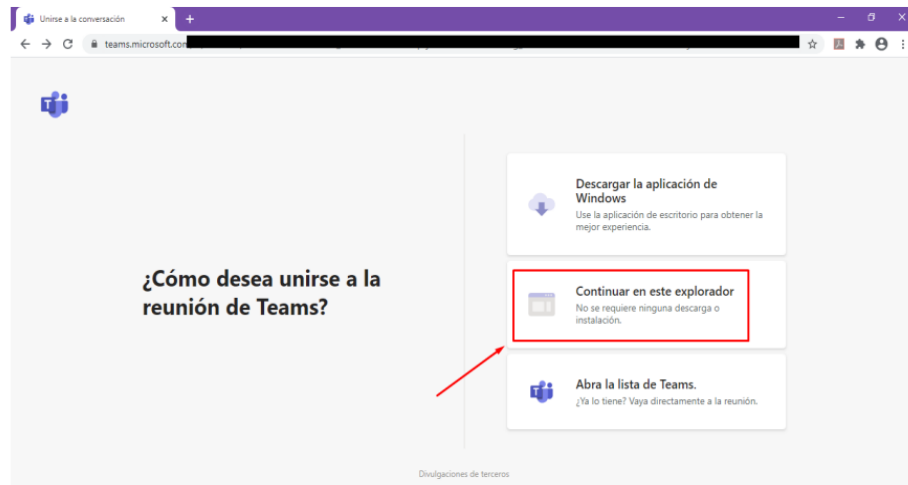 Unirse a la conversación
teams.microsoft.com
Descargar la aplicación de
Windows
Use la aplicación de escritorio para obtener la
mejor experiencia.
¿Cómo desea unirse a la
reunión de Teams?
Continuar en este explorador
No se requiere ninguna descarga o
instalación.
Abra la lista de Teams.
¿Ya lo tiene? Vaya directamente a la reunión.
Divulgaciones de terceros